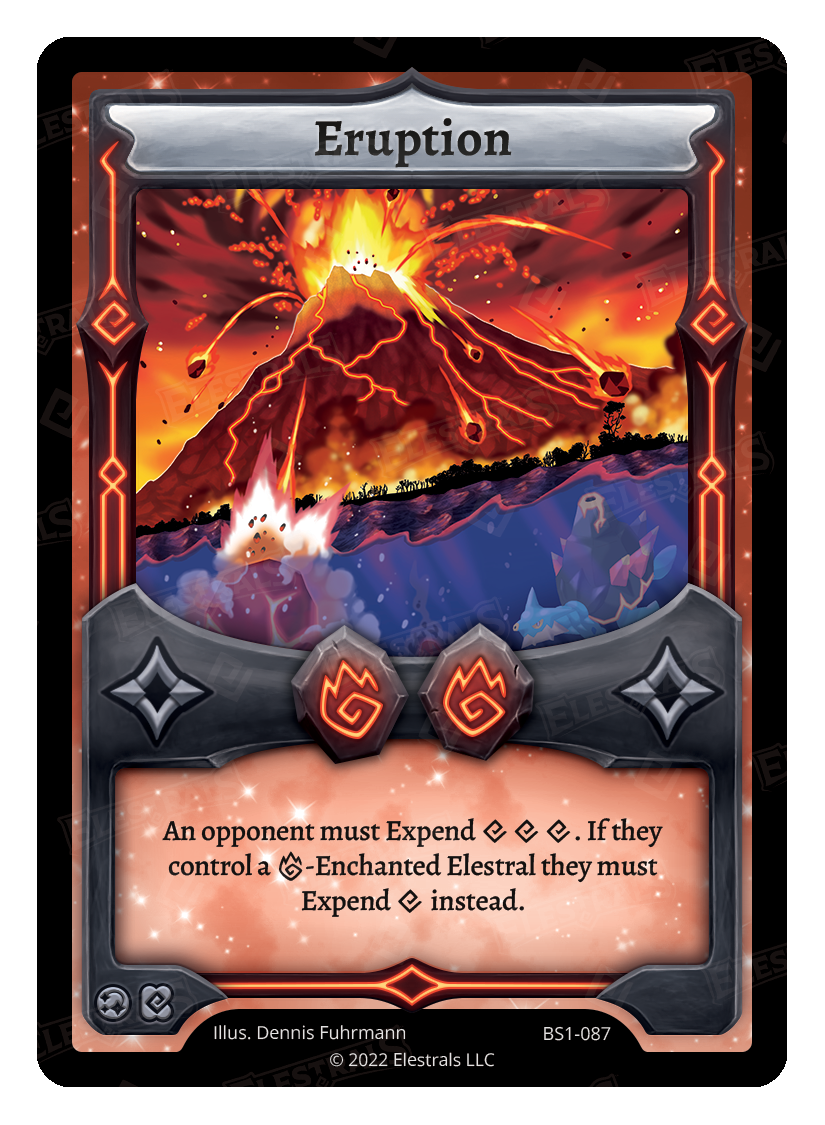 Eruption
An opponent must Expend . If they
control a -Enchanted Elestral they must
Expend instead.
Illus. Dennis Fuhrmann
BS1-087
© 2022 Elestrals LLC
ELESTRALS